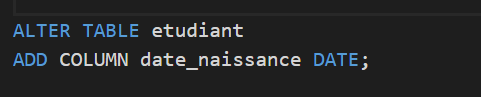 ALTER TABLE etudiant
ADD COLUMN date_naissance DATE;